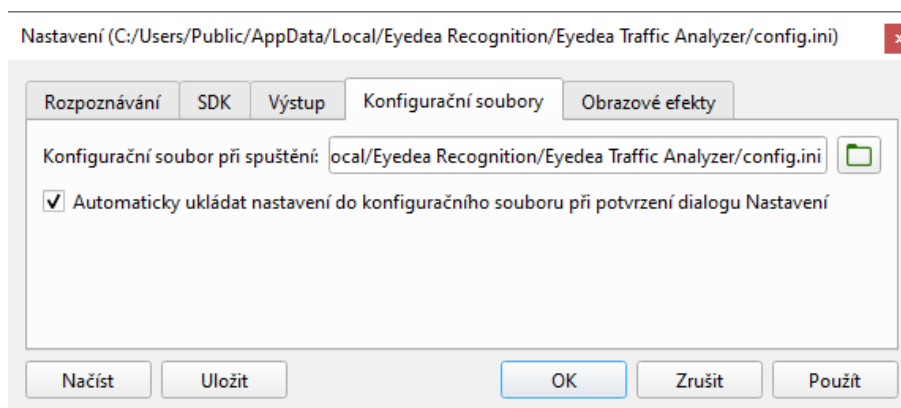 Nastavení (C:/Users/Public/AppData/Local/Eyedea Recognition/Eyedea Traffic Analyzer/config.ini)
Rozpoznávání SDK Výstup Konfigurační soubory Obrazové efekty
Konfigurační soubor při spuštění: ocal/Eyedea Recognition/Eyedea Traffic Analyzer/config.ini
Automaticky ukládat nastavení do konfiguračního souboru při potvrzení dialogu Nastavení
Načíst Uložit OK Zrušit Použít